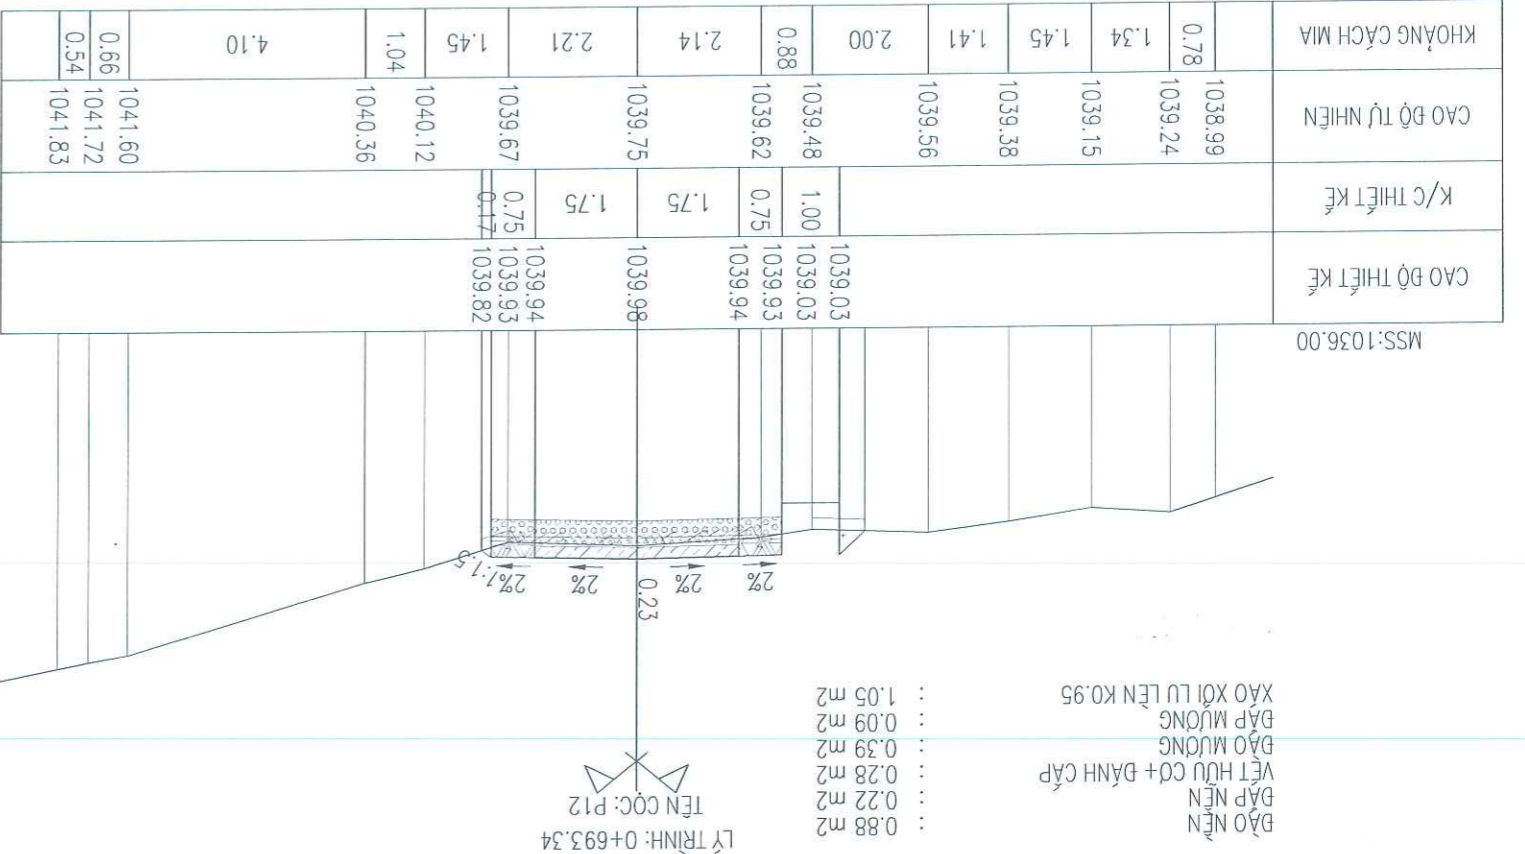 LÝ TRÌNH: 0+693.34
TÊN CỌC: P12
ĐÀO NỀN : 0.88 m2
ĐẮP NỀN : 0.22 m2
VÉT HỮU CƠ+ ĐÁNH CẤP : 0.28 m2
ĐÀO MƯƠNG : 0.39 m2
ĐẮP MƯƠNG : 0.09 m2
XÁO XỚI LU LÈN K0.95 : 1.05 m2
0.23
2% 2% 2% 2% 1:1.5
MSS:1036.00
CAO ĐỘ THIẾT KẾ 1039.03 1039.03 1039.93 1039.94 1039.98 1039.94 1039.93 1039.82
K/C THIẾT KẾ 1.00 0.75 1.75 1.75 0.75 0.17
CAO ĐỘ TỰ NHIÊN 1038.99 1039.24 1039.15 1039.38 1039.56 1039.48 1039.62 1039.75 1039.67 1040.12 1040.36 1041.60 1041.72 1041.83
KHOẢNG CÁCH MIA 0.78 1.34 1.45 1.41 2.00 0.88 2.14 2.21 1.45 1.04 4.10 0.66 0.54